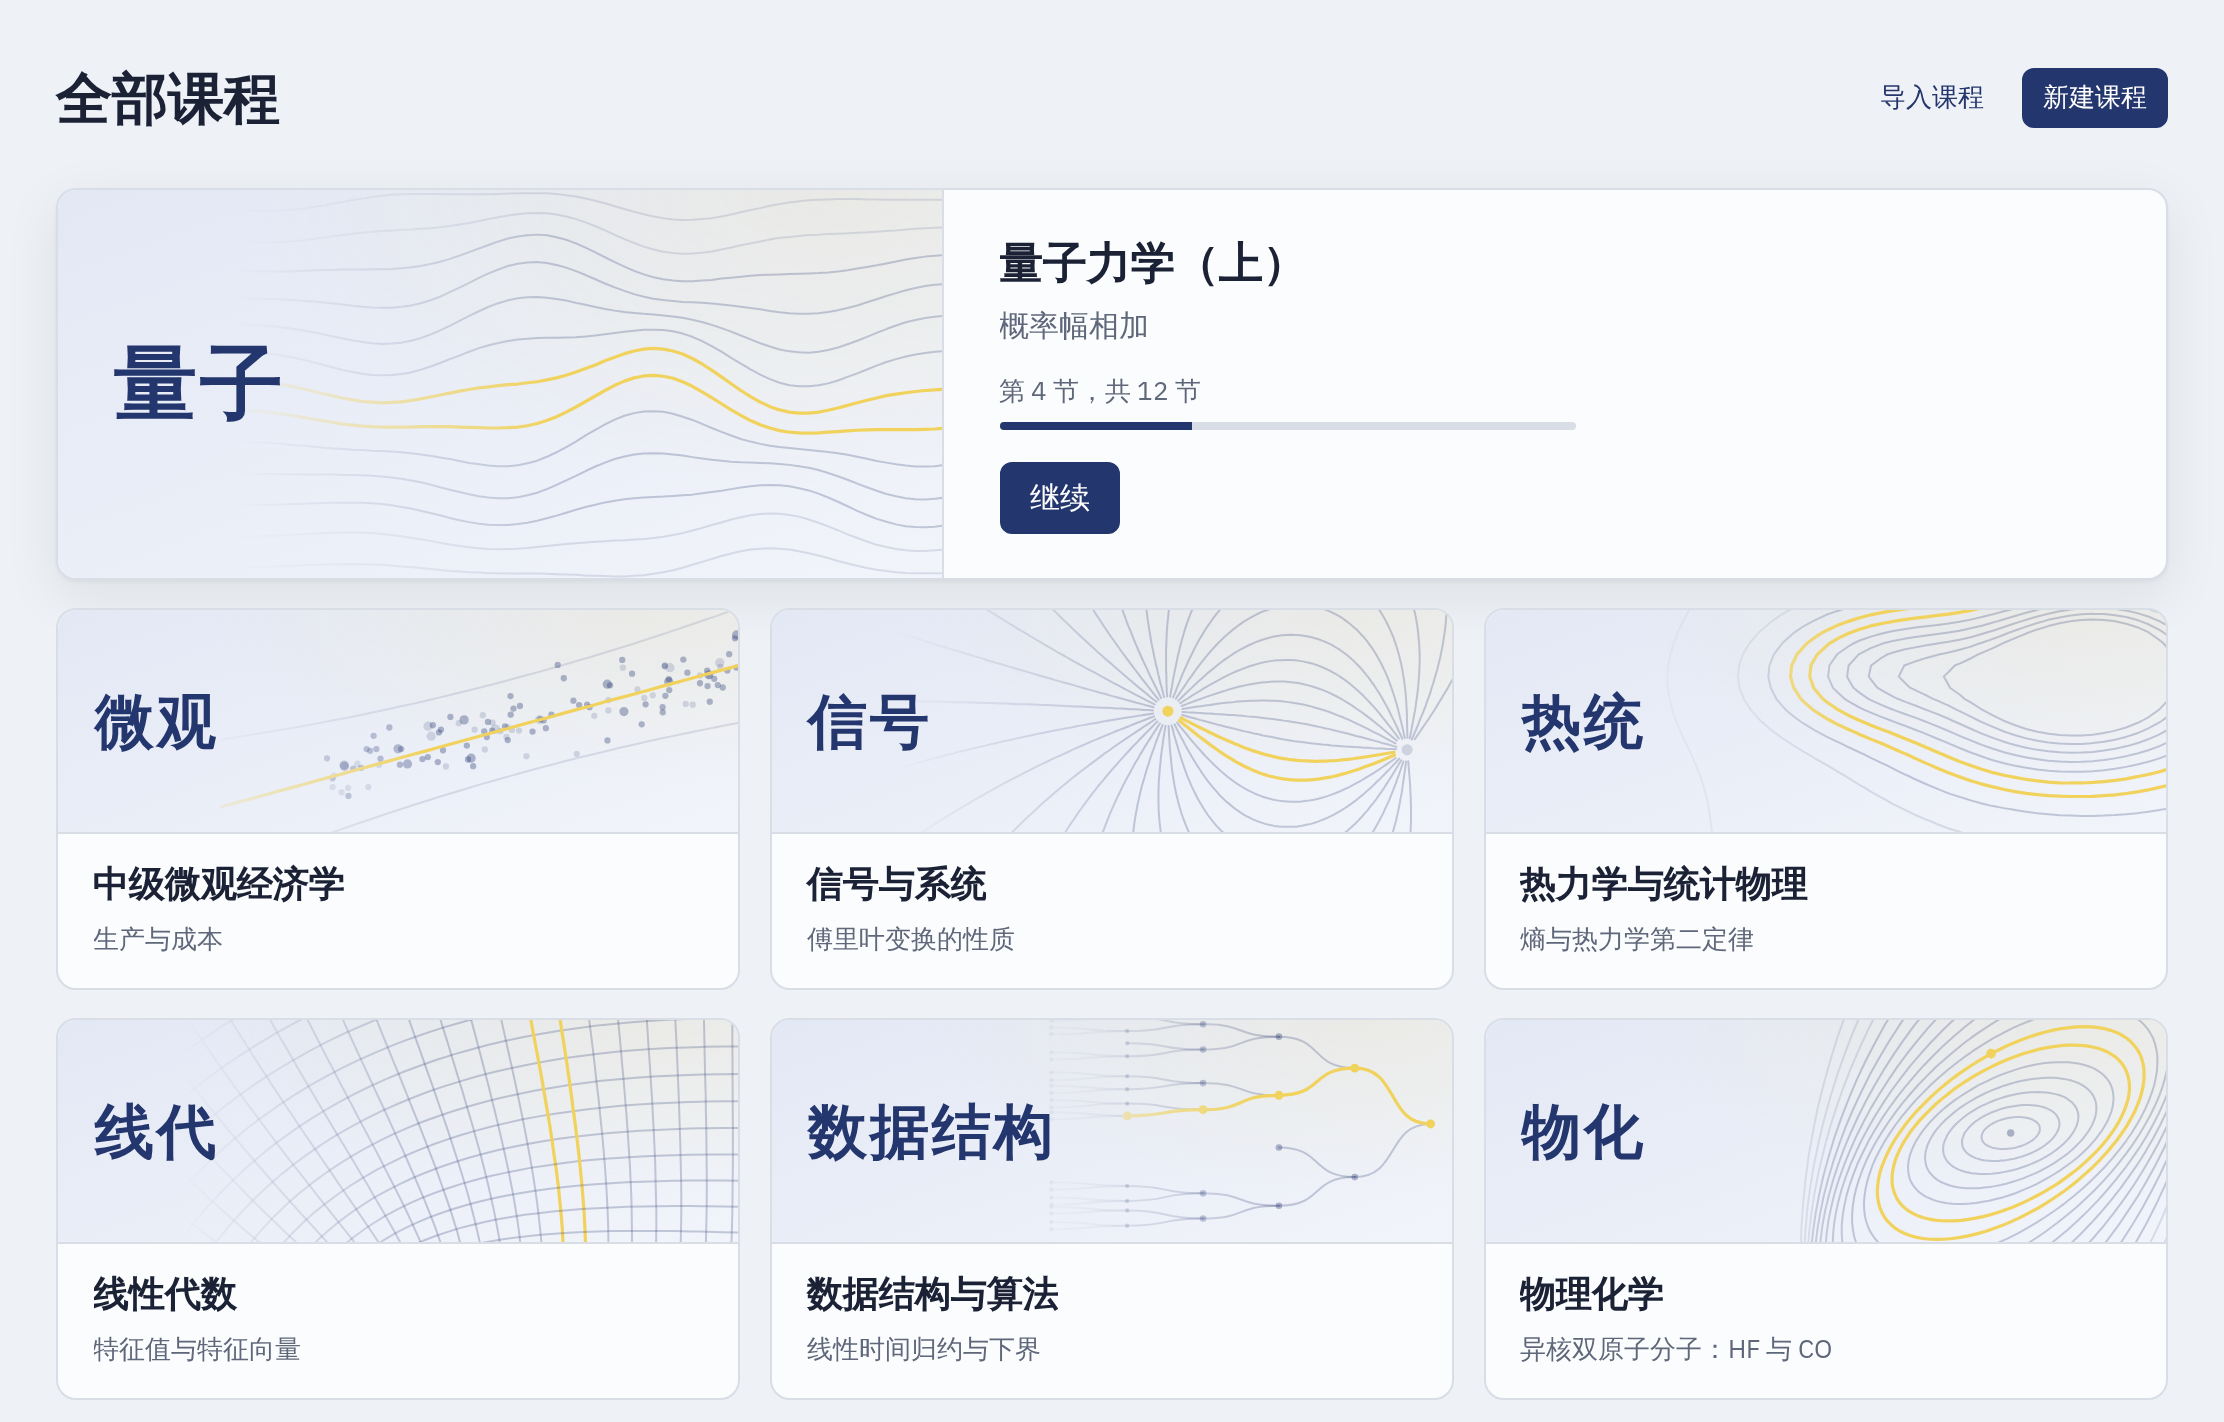 全部课程
导入课程
新建课程
量子
量子力学（上）
概率幅相加
第 4 节，共 12 节
继续
微观
中级微观经济学
生产与成本
信号
信号与系统
傅里叶变换的性质
热统
热力学与统计物理
熵与热力学第二定律
线代
线性代数
特征值与特征向量
数据结构
数据结构与算法
线性时间归约与下界
物化
物理化学
异核双原子分子：HF 与 CO